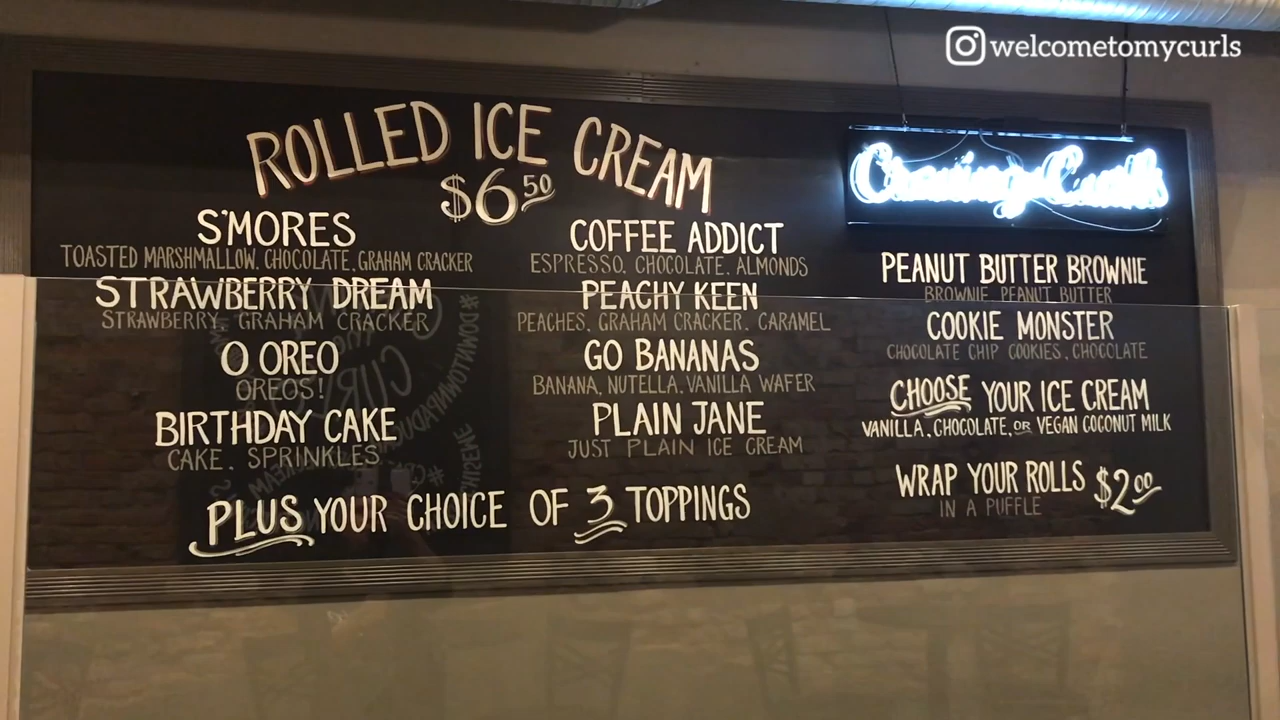 welcometomycurls
ROLLED ICE CREAM
$6.50
S'MORES
TOASTED MARSHMALLOW, CHOCOLATE, GRAHAM CRACKER
STRAWBERRY DREAM
STRAWBERRY, GRAHAM CRACKER
O OREO
OREOS!
BIRTHDAY CAKE
CAKE, SPRINKLES
COFFEE ADDICT
ESPRESSO, CHOCOLATE, ALMONDS
PEACHY KEEN
PEACHES, GRAHAM CRACKER, CARAMEL
GO BANANAS
BANANA, NUTELLA, VANILLA WAFER
PLAIN JANE
JUST PLAIN ICE CREAM
PLUS YOUR CHOICE OF 3 TOPPINGS
Craving Curls
PEANUT BUTTER BROWNIE
BROWNIE, PEANUT BUTTER
COOKIE MONSTER
CHOCOLATE CHIP COOKIES, CHOCOLATE
CHOOSE YOUR ICE CREAM
VANILLA, CHOCOLATE, OR VEGAN COCONUT MILK
WRAP YOUR ROLLS $2.00
IN A PUFFLE